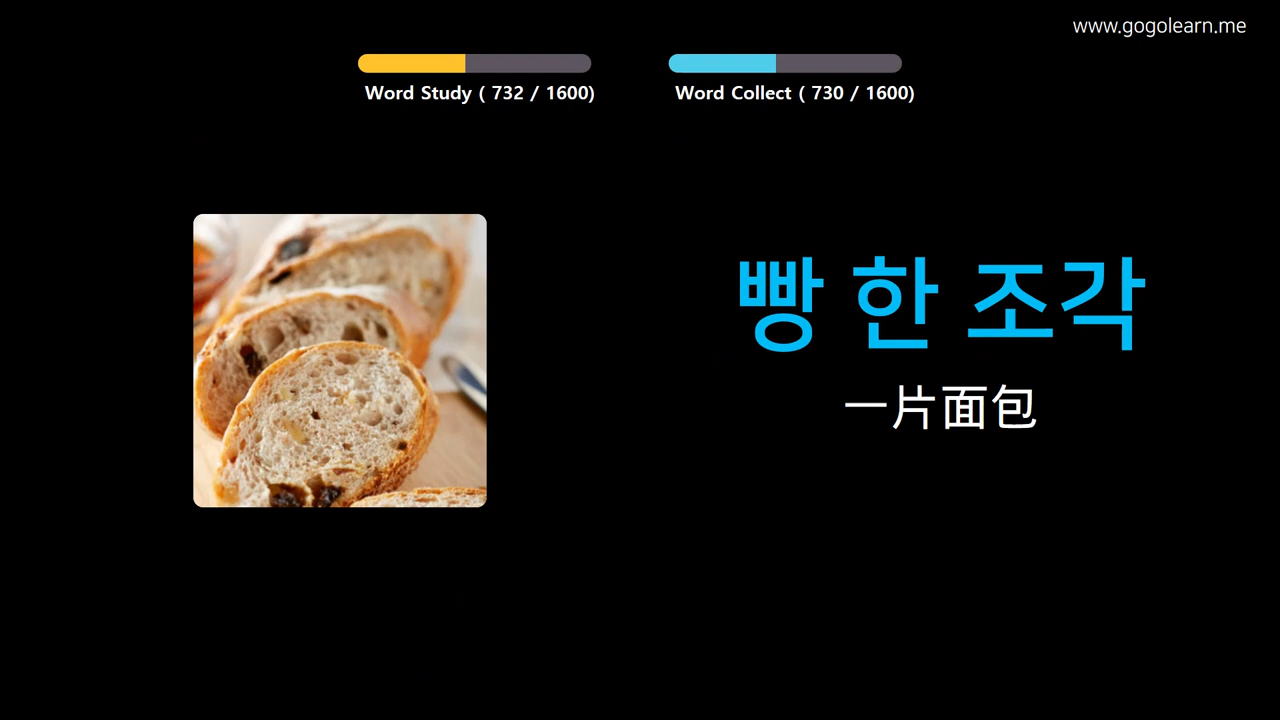 www.gogolearn.me
Word Study ( 732 / 1600)
Word Collect ( 730 / 1600)
빵 한 조각
一片面包